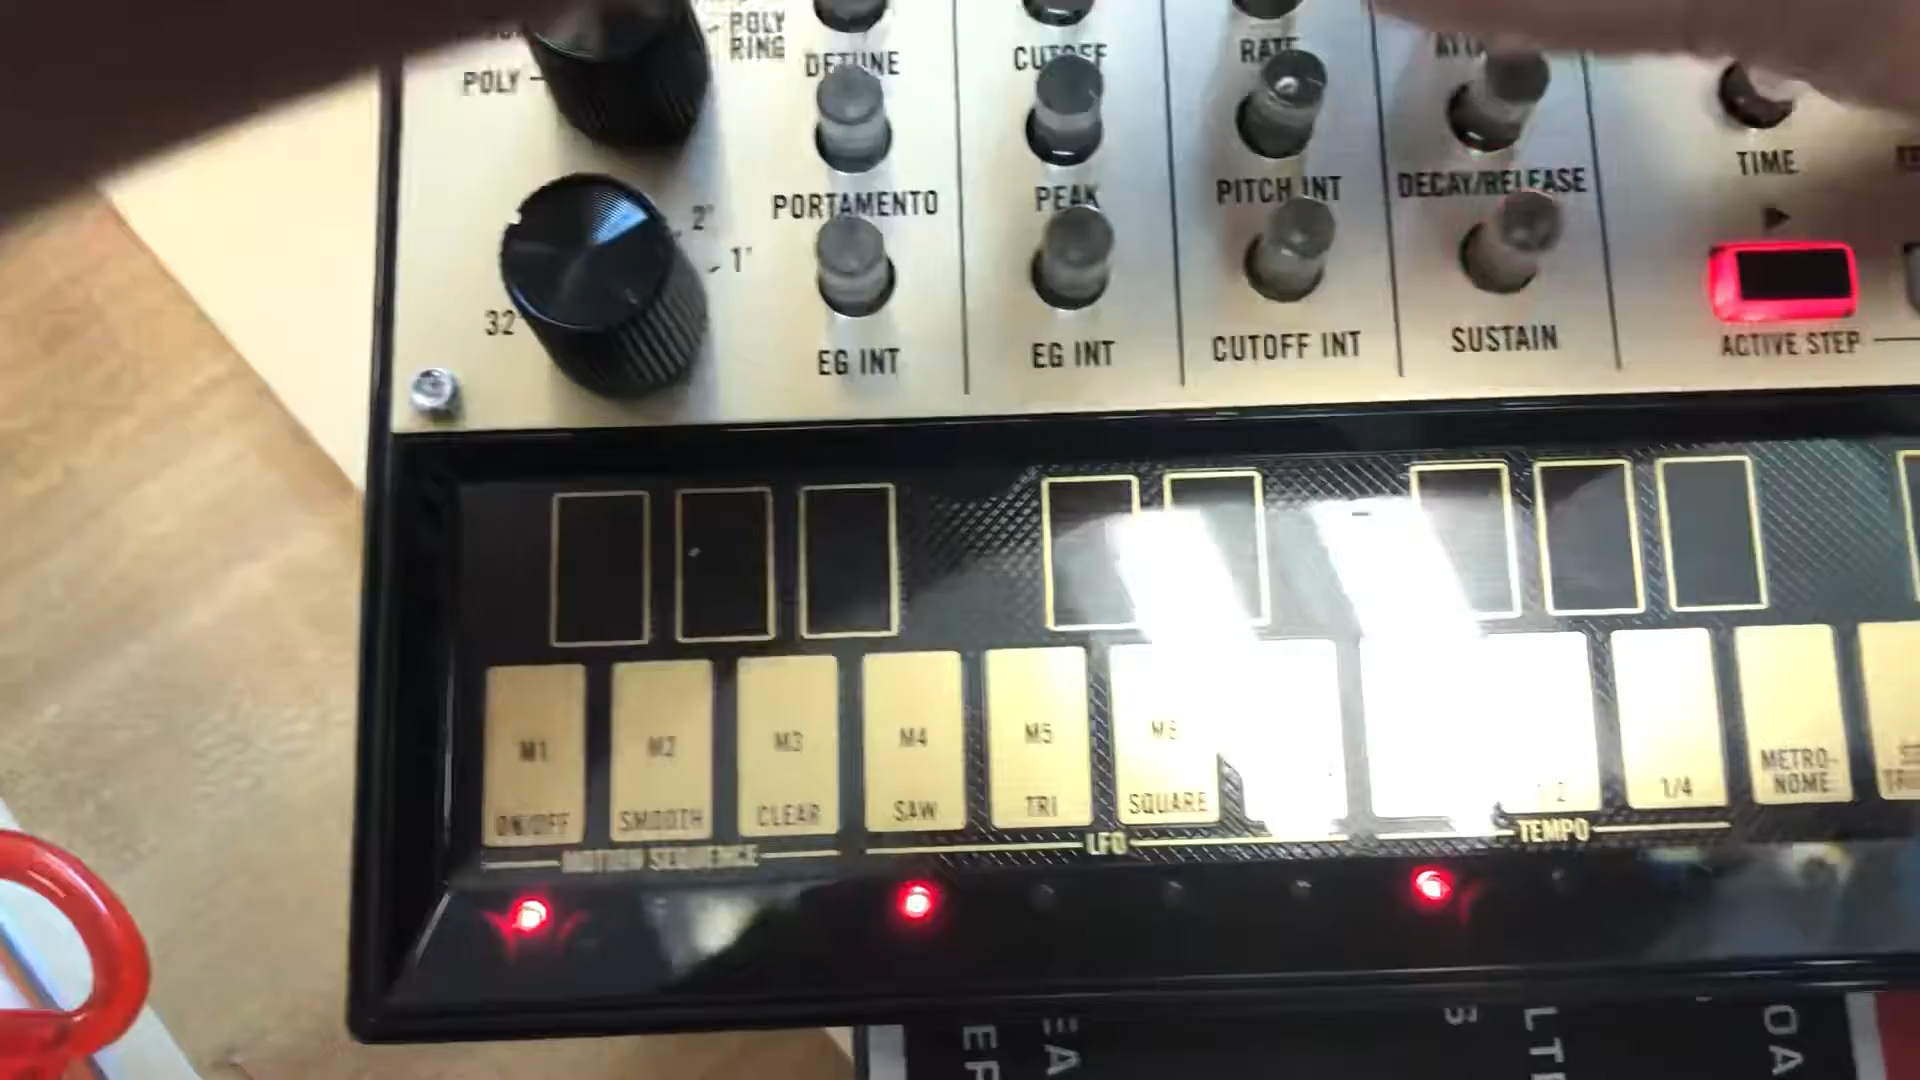 POLY
RING
POLY
DETUNE
CUTOFF
RATE
TIME
PORTAMENTO
PEAK
PITCH INT
DECAY/RELEASE
2'
1'
32'
EG INT
EG INT
CUTOFF INT
SUSTAIN
ACTIVE STEP
M1
M2
M3
M4
M5
ON/OFF
SMOOTH
CLEAR
SAW
TRI
SQUARE
1/4
METRO-
NOME
MOTION SEQUENCE
LFO
TEMPO